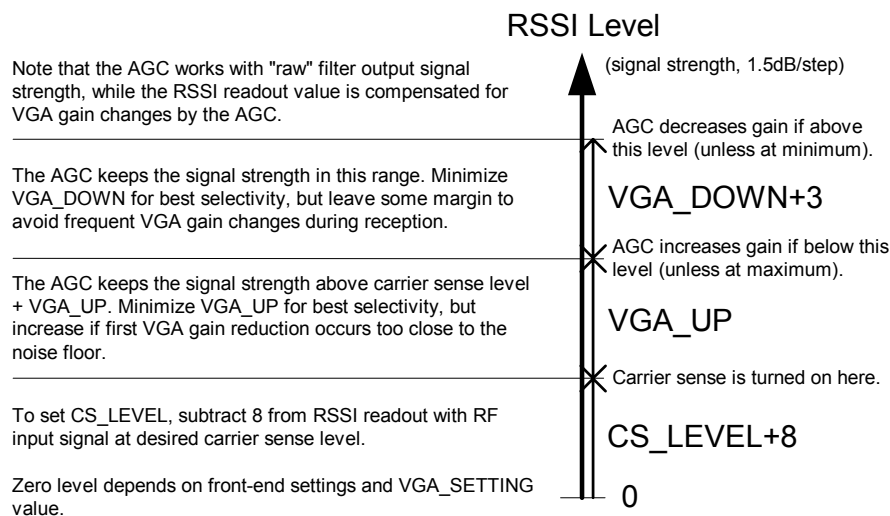 RSSI Level
(signal strength, 1.5dB/step)
Note that the AGC works with "raw" filter output signal
strength, while the RSSI readout value is compensated for
VGA gain changes by the AGC.
AGC decreases gain if above
this level (unless at minimum).
The AGC keeps the signal strength in this range. Minimize
VGA_DOWN for best selectivity, but leave some margin to
avoid frequent VGA gain changes during reception.
VGA_DOWN+3
AGC increases gain if below this
level (unless at maximum).
The AGC keeps the signal strength above carrier sense level
+ VGA_UP. Minimize VGA_UP for best selectivity, but
increase if first VGA gain reduction occurs too close to the
noise floor.
VGA_UP
Carrier sense is turned on here.
To set CS_LEVEL, subtract 8 from RSSI readout with RF
input signal at desired carrier sense level.
CS_LEVEL+8
Zero level depends on front-end settings and VGA_SETTING
value.
0